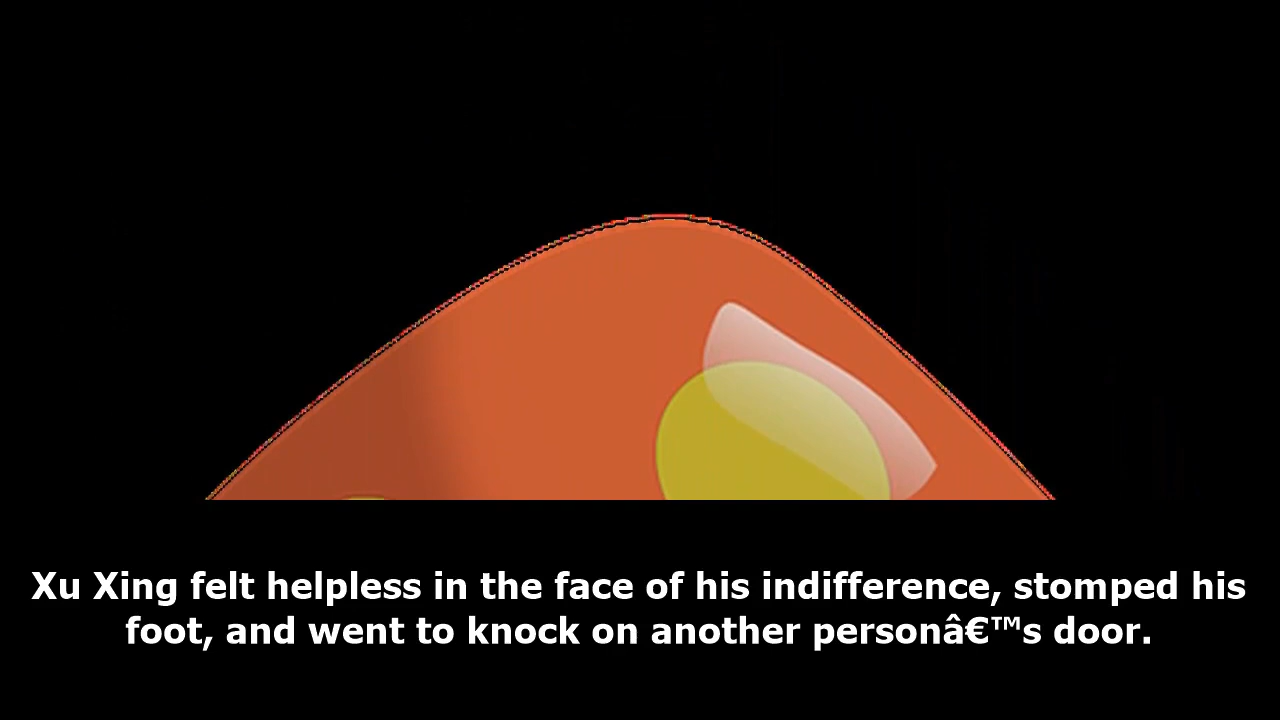 Xu Xing felt helpless in the face of his indifference, stomped his
foot, and went to knock on another personâ€™s door.